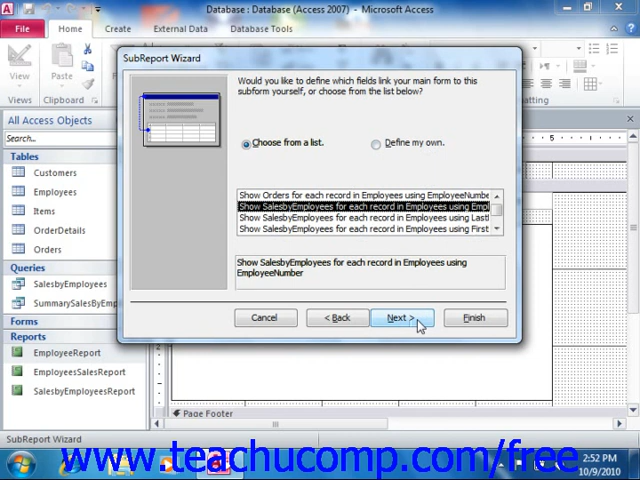 Database : Database (Access 2007) - Microsoft Access
File
Home
Create
External Data
Database Tools
View
Paste
Views
Clipboard
All Access Objects
Search...
Tables
Customers
Employees
Items
OrderDetails
Orders
Queries
SalesbyEmployees
SummarySalesByEmp...
Forms
Reports
EmployeeReport
EmployeesSalesReport
SalesbyEmployeesReport
SubReport Wizard
Would you like to define which fields link your main form to this
subform yourself, or choose from the list below?
Choose from a list.
Define my own.
Show Orders for each record in Employees using EmployeeNumbe
Show SalesbyEmployees for each record in Employees using Empl
Show SalesbyEmployees for each record in Employees using Last
Show SalesbyEmployees for each record in Employees using First
Show SalesbyEmployees for each record in Employees using
EmployeeNumber
Cancel
< Back
Next >
Finish
5
2
Page Footer
SubReport Wizard
www.teachucomp.com/free
2:52 PM
10/9/2010